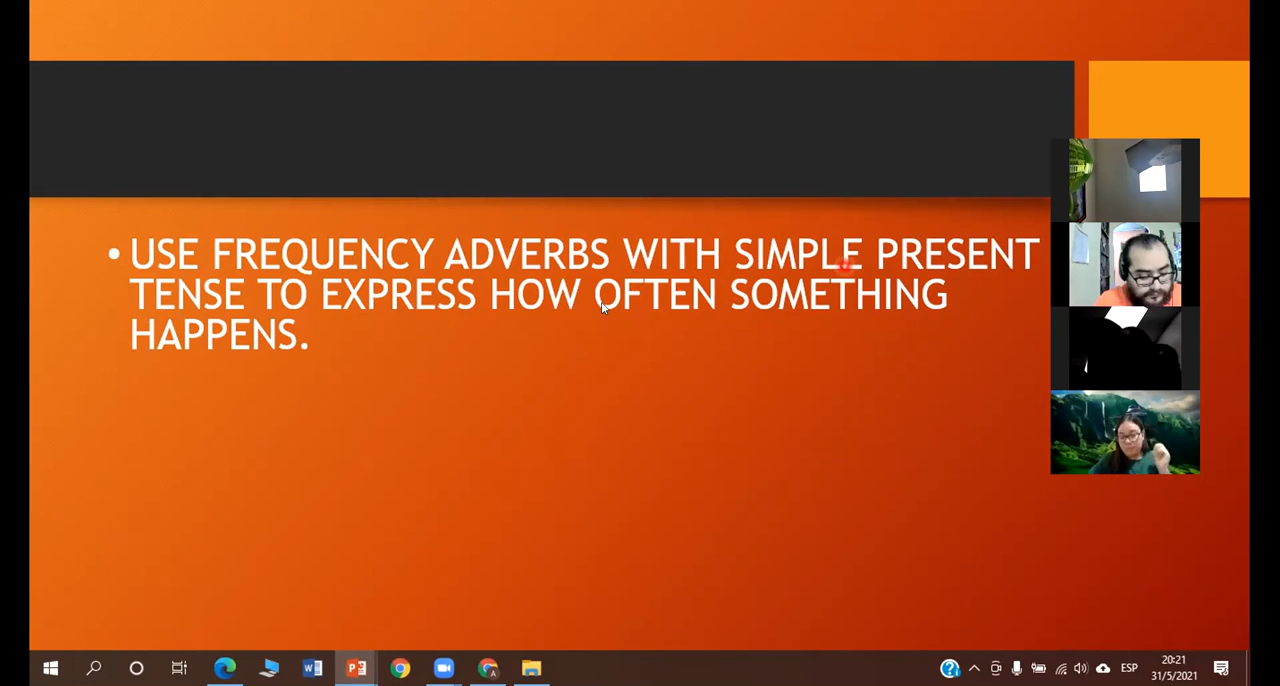 • USE FREQUENCY ADVERBS WITH SIMPLE PRESENT
TENSE TO EXPRESS HOW OFTEN SOMETHING
HAPPENS.
ESP
20:21
31/5/2021